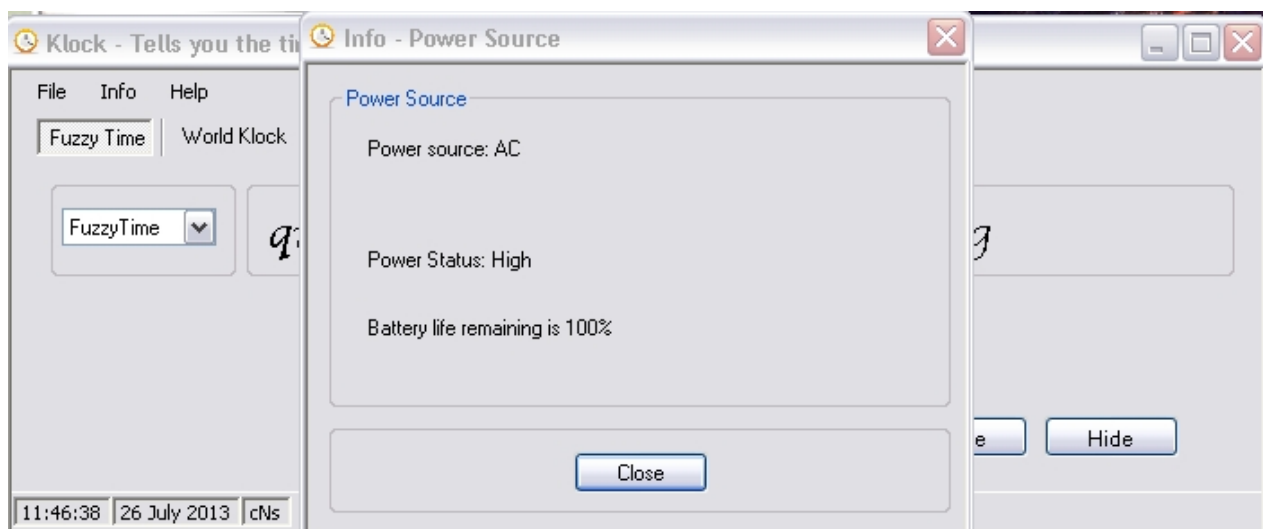 Klock - Tells you the
Info - Power Source
File Info Help
Fuzzy Time World Klock
FuzzyTime
Power Source
Power source: AC
Power Status: High
Battery life remaining is 100%
Hide
Close
11:46:38 26 July 2013 cNs